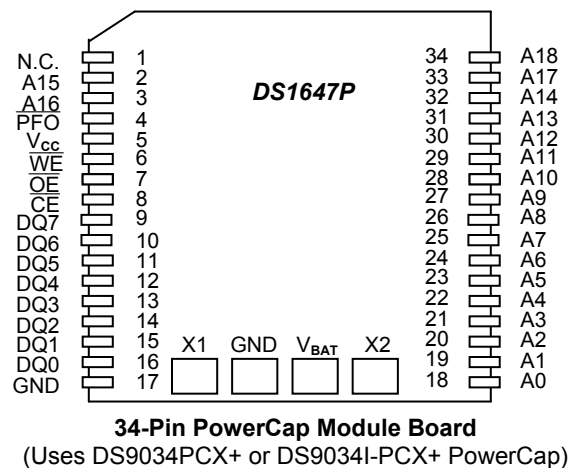 DS1647P
N.C. 1
A15 2
A16 3
PFO 4
VCC 5
WE 6
OE 7
CE 8
DQ7 9
DQ6 10
DQ5 11
DQ4 12
DQ3 13
DQ2 14
DQ1 15
DQ0 16
GND 17
34 A18
33 A17
32 A14
31 A13
30 A12
29 A11
28 A10
27 A9
26 A8
25 A7
24 A6
23 A5
22 A4
21 A3
20 A2
19 A1
18 A0
X1 GND VBAT X2
34-Pin PowerCap Module Board
(Uses DS9034PCX+ or DS9034I-PCX+ PowerCap)